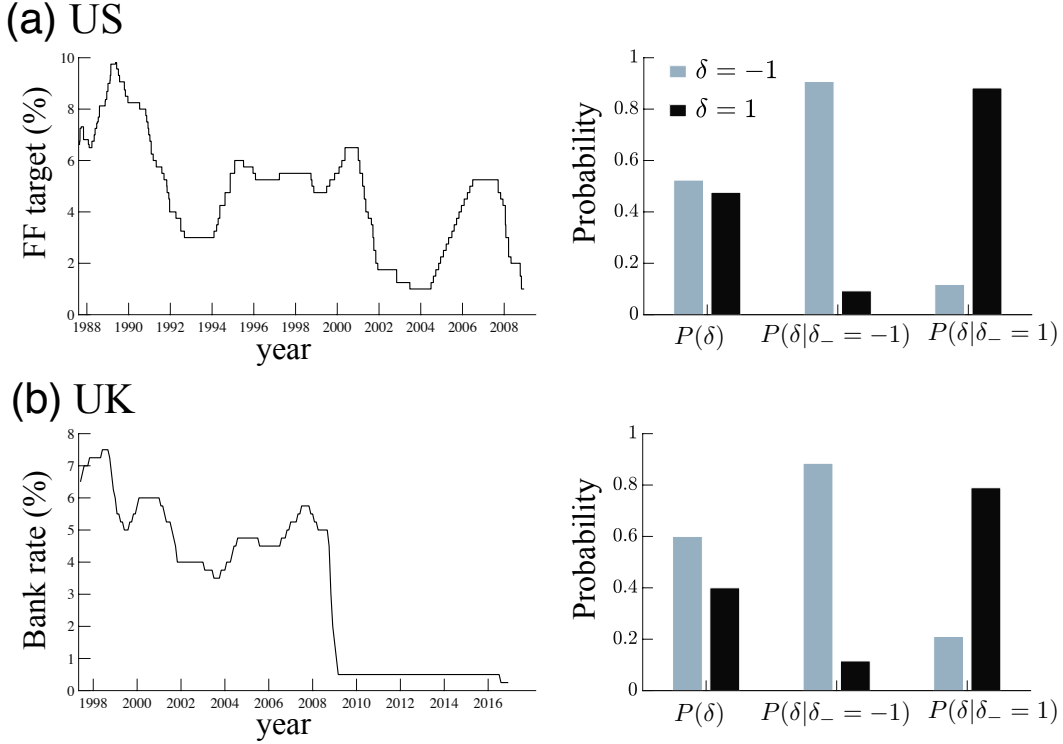 (a) US
FF target (%)
10
8
6
4
2
0
1988 1990 1992 1994 1996 1998 2000 2002 2004 2006 2008
year
Probability
1
0.8
0.6
0.4
0.2
0
δ = −1
δ = 1
P(δ) P(δ|δ₋ = −1) P(δ|δ₋ = 1)
(b) UK
Bank rate (%)
8
7
6
5
4
3
2
1
0
1998 2000 2002 2004 2006 2008 2010 2012 2014 2016
year
Probability
1
0.8
0.6
0.4
0.2
0
P(δ) P(δ|δ₋ = −1) P(δ|δ₋ = 1)